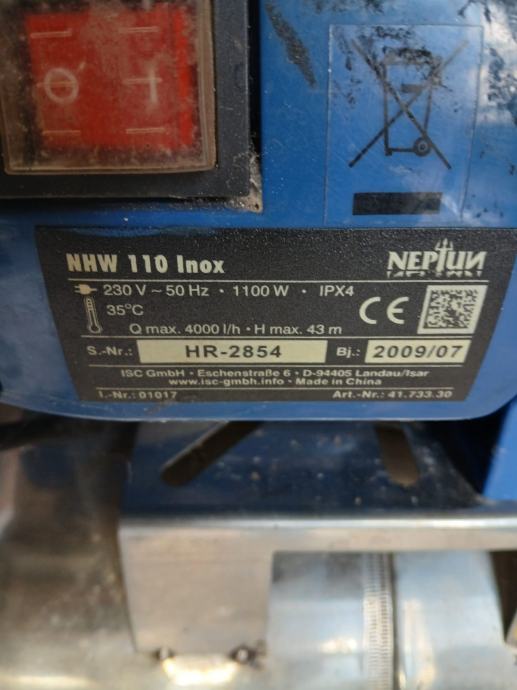 NHW 110 Inox
NEPTUN
230 V ~ 50 Hz · 1100 W · IPX4
35°C
CE
Q max. 4000 l/h · H max. 43 m
S.-Nr.: HR-2854 Bj.: 2009/07
ISC GmbH · Eschenstraße 6 · D-94405 Landau/Isar
www.isc-gmbh.info · Made in China
I.-Nr.: 01017 Art.-Nr.: 41.733.30